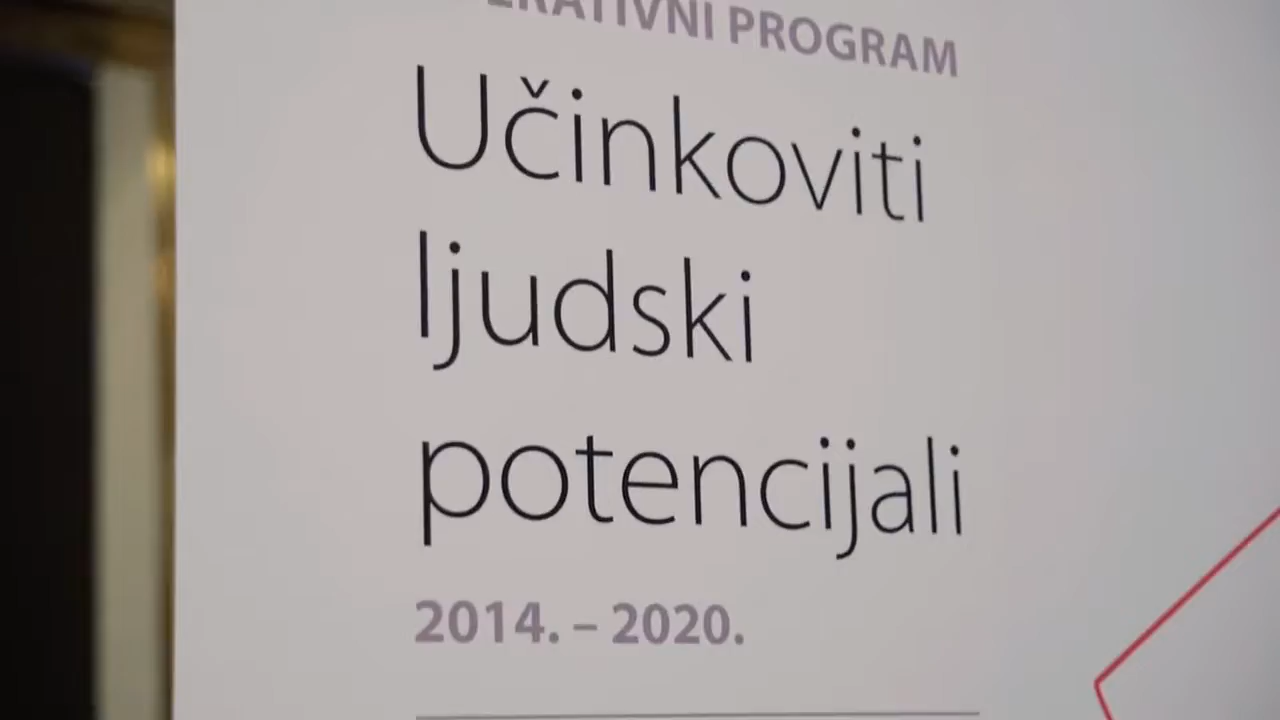 PROGRAM
Učinkoviti
ljudski
potencijali
2014. – 2020.